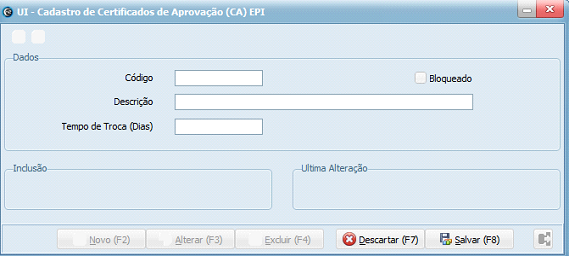 UI - Cadastro de Certificados de Aprovação (CA) EPI
Dados
Código
Bloqueado
Descrição
Tempo de Troca (Dias)
Inclusão
Ultima Alteração
Novo (F2)
Alterar (F3)
Excluir (F4)
Descartar (F7)
Salvar (F8)